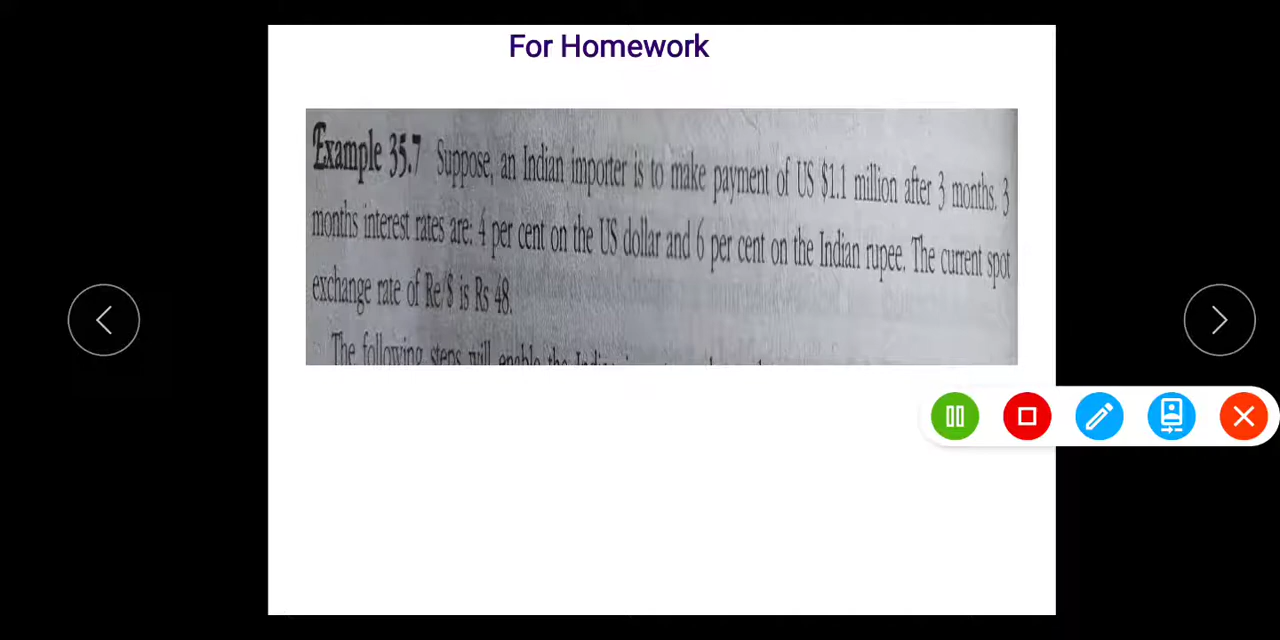 For Homework
Example 35.7 Suppose, an Indian importer is to make payment of US $1.1 million after 3 months. 3
months interest rates are: 4 per cent on the US dollar and 6 per cent on the Indian rupee. The current spot
exchange rate of Re/$ is Rs 48.
The following steps will enable the